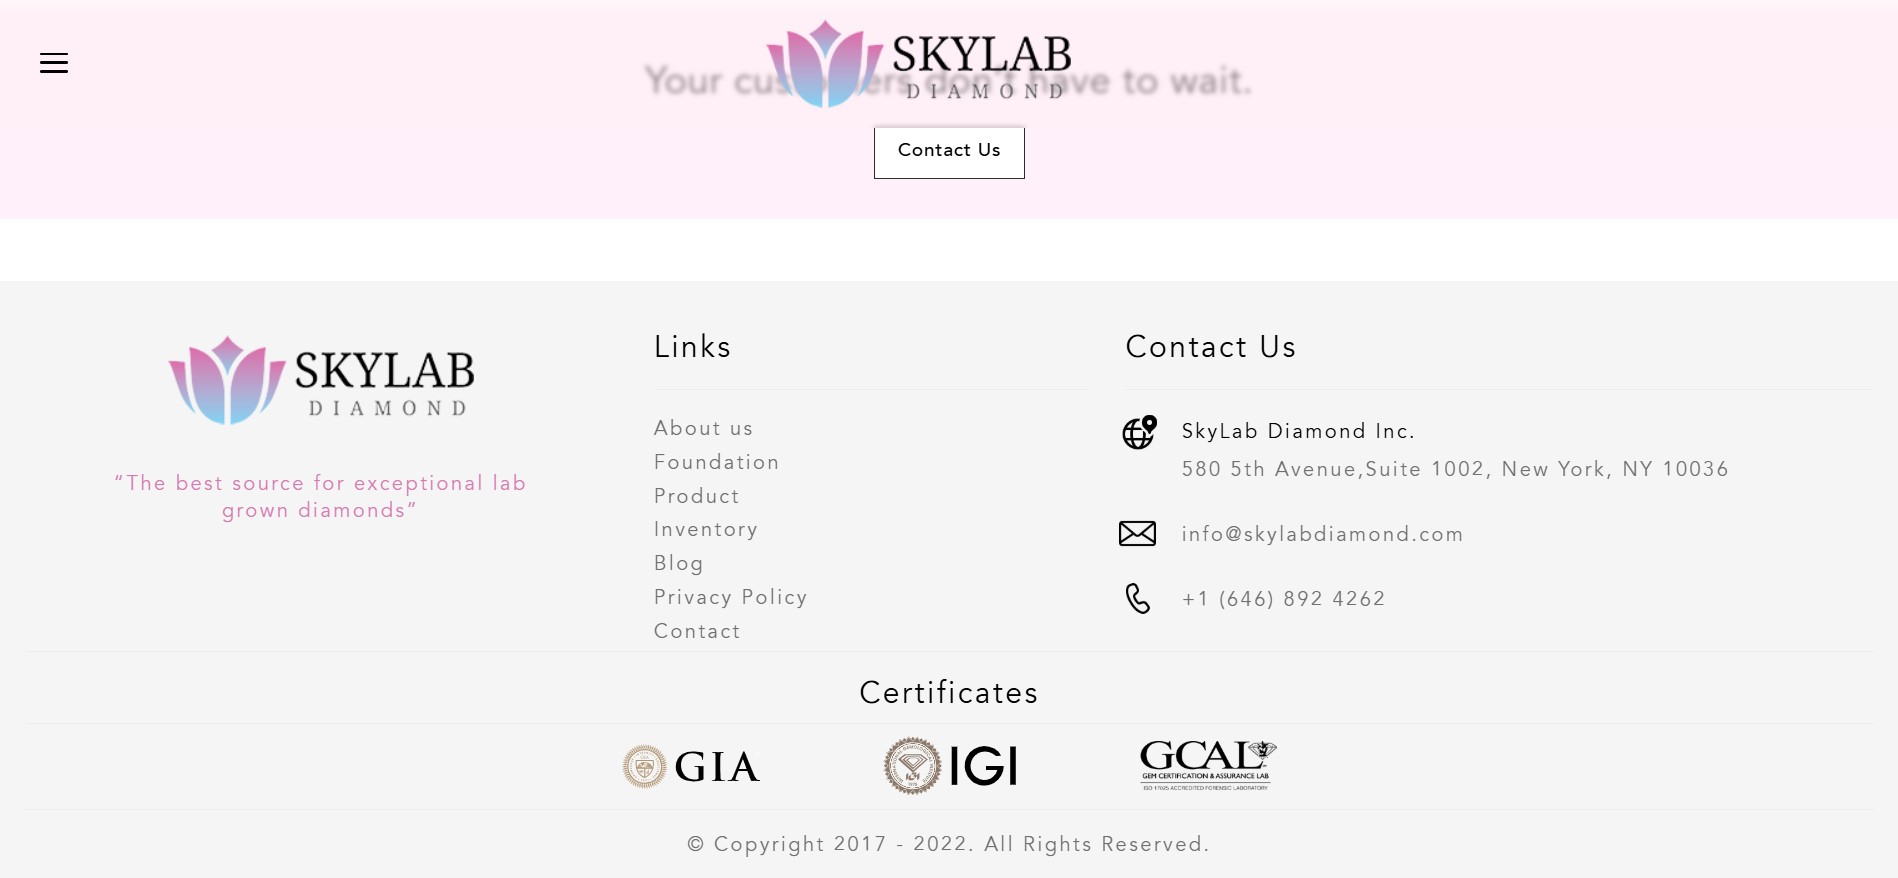 SKYLAB
DIAMOND
Your customers don't have to wait.
Contact Us
SKYLAB
DIAMOND
“The best source for exceptional lab
grown diamonds”
Links
About us
Foundation
Product
Inventory
Blog
Privacy Policy
Contact
Contact Us
SkyLab Diamond Inc.
580 5th Avenue,Suite 1002, New York, NY 10036
info@skylabdiamond.com
+1 (646) 892 4262
Certificates
GIA
IGI
GCAL
GEM CERTIFICATION & ASSURANCE LAB
ISO 17025 ACCREDITED FORENSIC LABORATORY
© Copyright 2017 - 2022. All Rights Reserved.